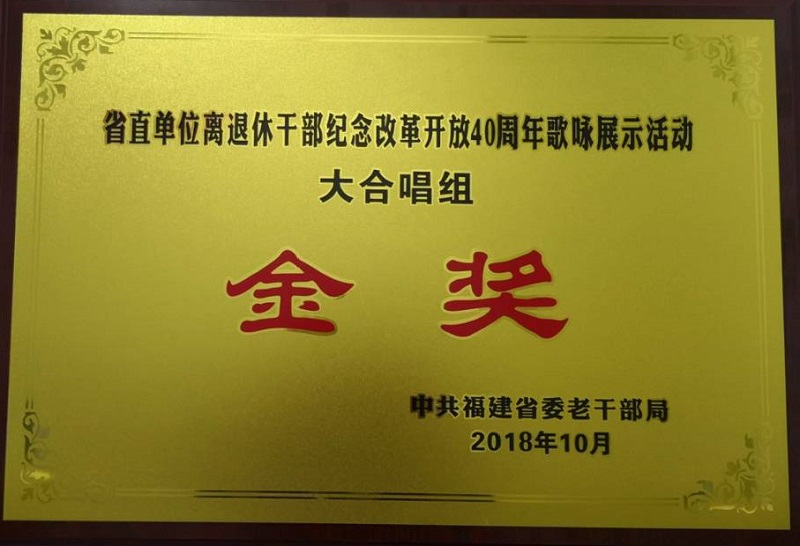 省直单位离退休干部纪念改革开放40周年歌咏展示活动
大合唱组
金奖
中共福建省委老干部局
2018年10月